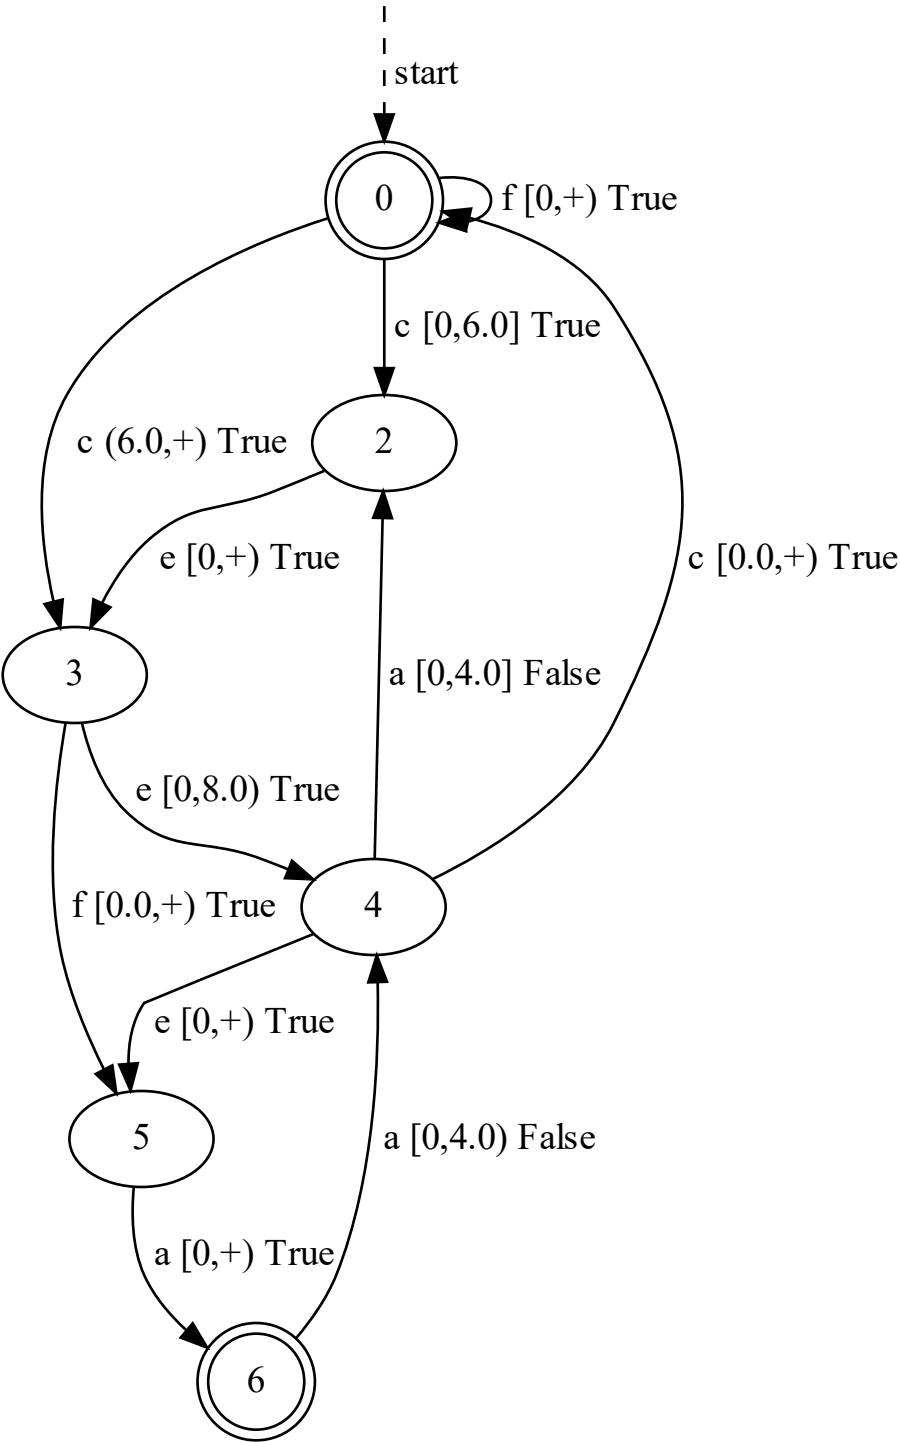 start
0
f [0,+) True
c [0,6.0] True
c (6.0,+) True
2
e [0,+) True
c [0.0,+) True
3
a [0,4.0] False
e [0,8.0) True
f [0.0,+) True
4
e [0,+) True
5
a [0,4.0) False
a [0,+) True
6